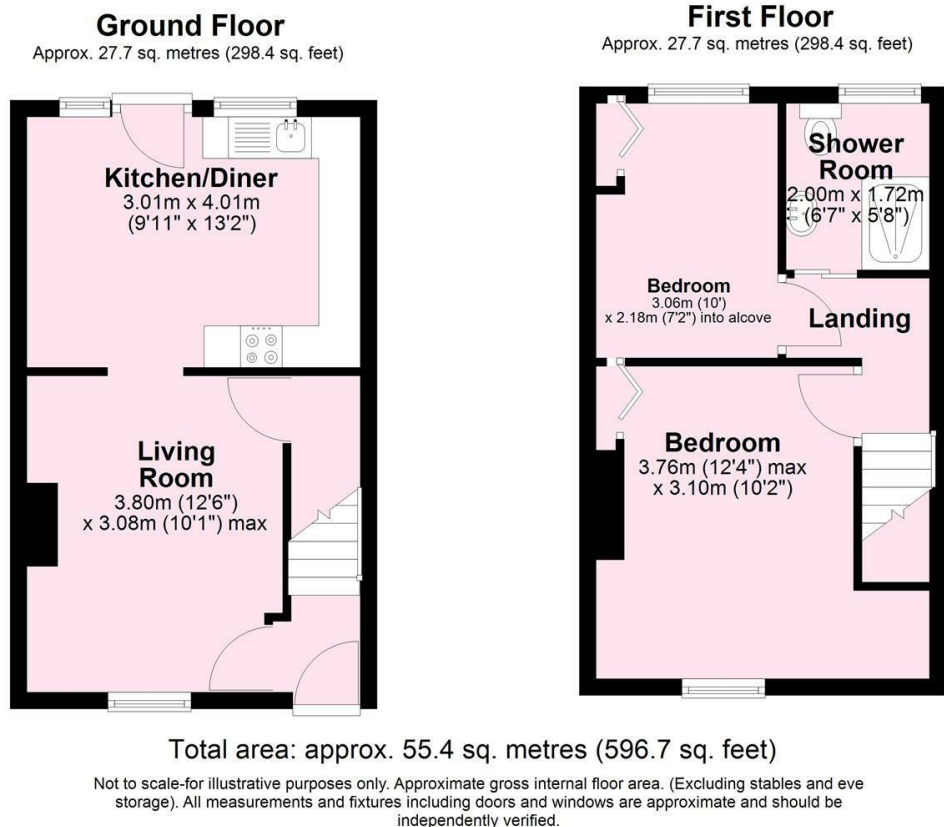 Ground Floor
Approx. 27.7 sq. metres (298.4 sq. feet)
Kitchen/Diner
3.01m x 4.01m
(9'11" x 13'2")
Living
Room
3.80m (12'6")
x 3.08m (10'1") max
First Floor
Approx. 27.7 sq. metres (298.4 sq. feet)
Shower
Room
2.00m x 1.72m
(6'7" x 5'8")
Bedroom
3.06m (10')
x 2.18m (7'2") into alcove
Landing
Bedroom
3.76m (12'4") max
x 3.10m (10'2")
Total area: approx. 55.4 sq. metres (596.7 sq. feet)
Not to scale-for illustrative purposes only. Approximate gross internal floor area. (Excluding stables and eve
storage). All measurements and fixtures including doors and windows are approximate and should be
independently verified.